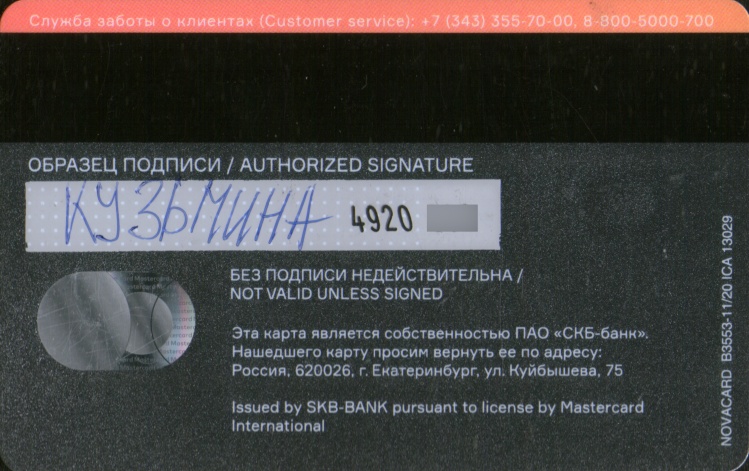 Служба заботы о клиентах (Customer service): +7 (343) 355-70-00, 8-800-5000-700
ОБРАЗЕЦ ПОДПИСИ / AUTHORIZED SIGNATURE
КУЗЬМИНА 4920
БЕЗ ПОДПИСИ НЕДЕЙСТВИТЕЛЬНА /
NOT VALID UNLESS SIGNED
Эта карта является собственностью ПАО «СКБ-банк».
Нашедшего карту просим вернуть ее по адресу:
Россия, 620026, г. Екатеринбург, ул. Куйбышева, 75
Issued by SKB-BANK pursuant to license by Mastercard
International
NOVACARD B3553-11/20 ICA 13029